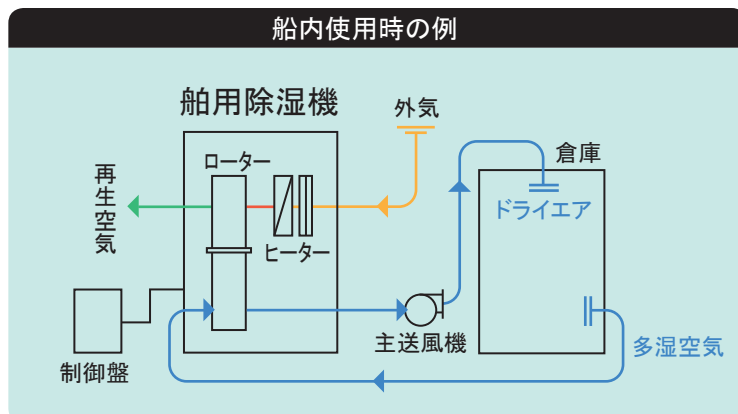 船内使用時の例
舶用除湿機
外気
倉庫
ローター
再生空気
ドライエア
ヒーター
主送風機
多湿空気
制御盤